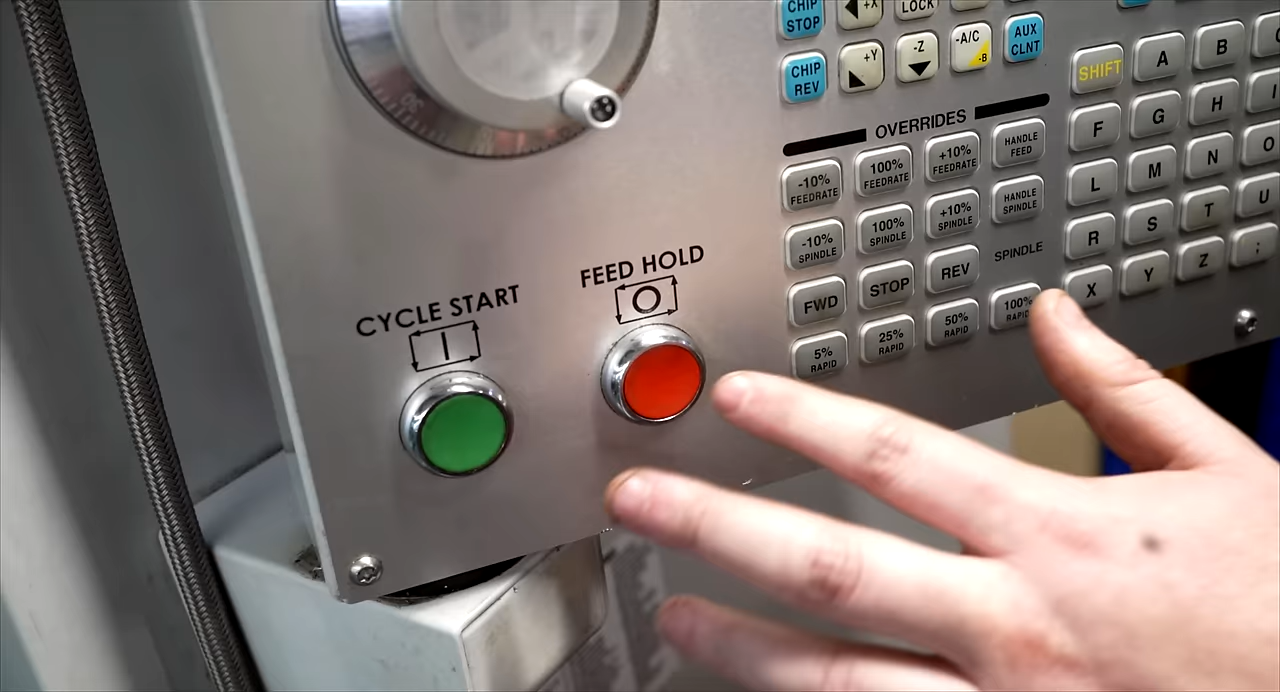 CHIP
STOP
+X
LOCK
CHIP
REV
+Y
-Z
-A/C
-B
AUX
CLNT
30
OVERRIDES
-10%
FEEDRATE
100%
FEEDRATE
+10%
FEEDRATE
HANDLE
FEED
-10%
SPINDLE
100%
SPINDLE
+10%
SPINDLE
HANDLE
SPINDLE
FWD
STOP
REV
SPINDLE
5%
RAPID
25%
RAPID
50%
RAPID
100%
RAPID
SHIFT
A
B
F
G
H
I
L
M
N
O
R
S
T
U
X
Y
Z
;
CYCLE START
I
FEED HOLD
O